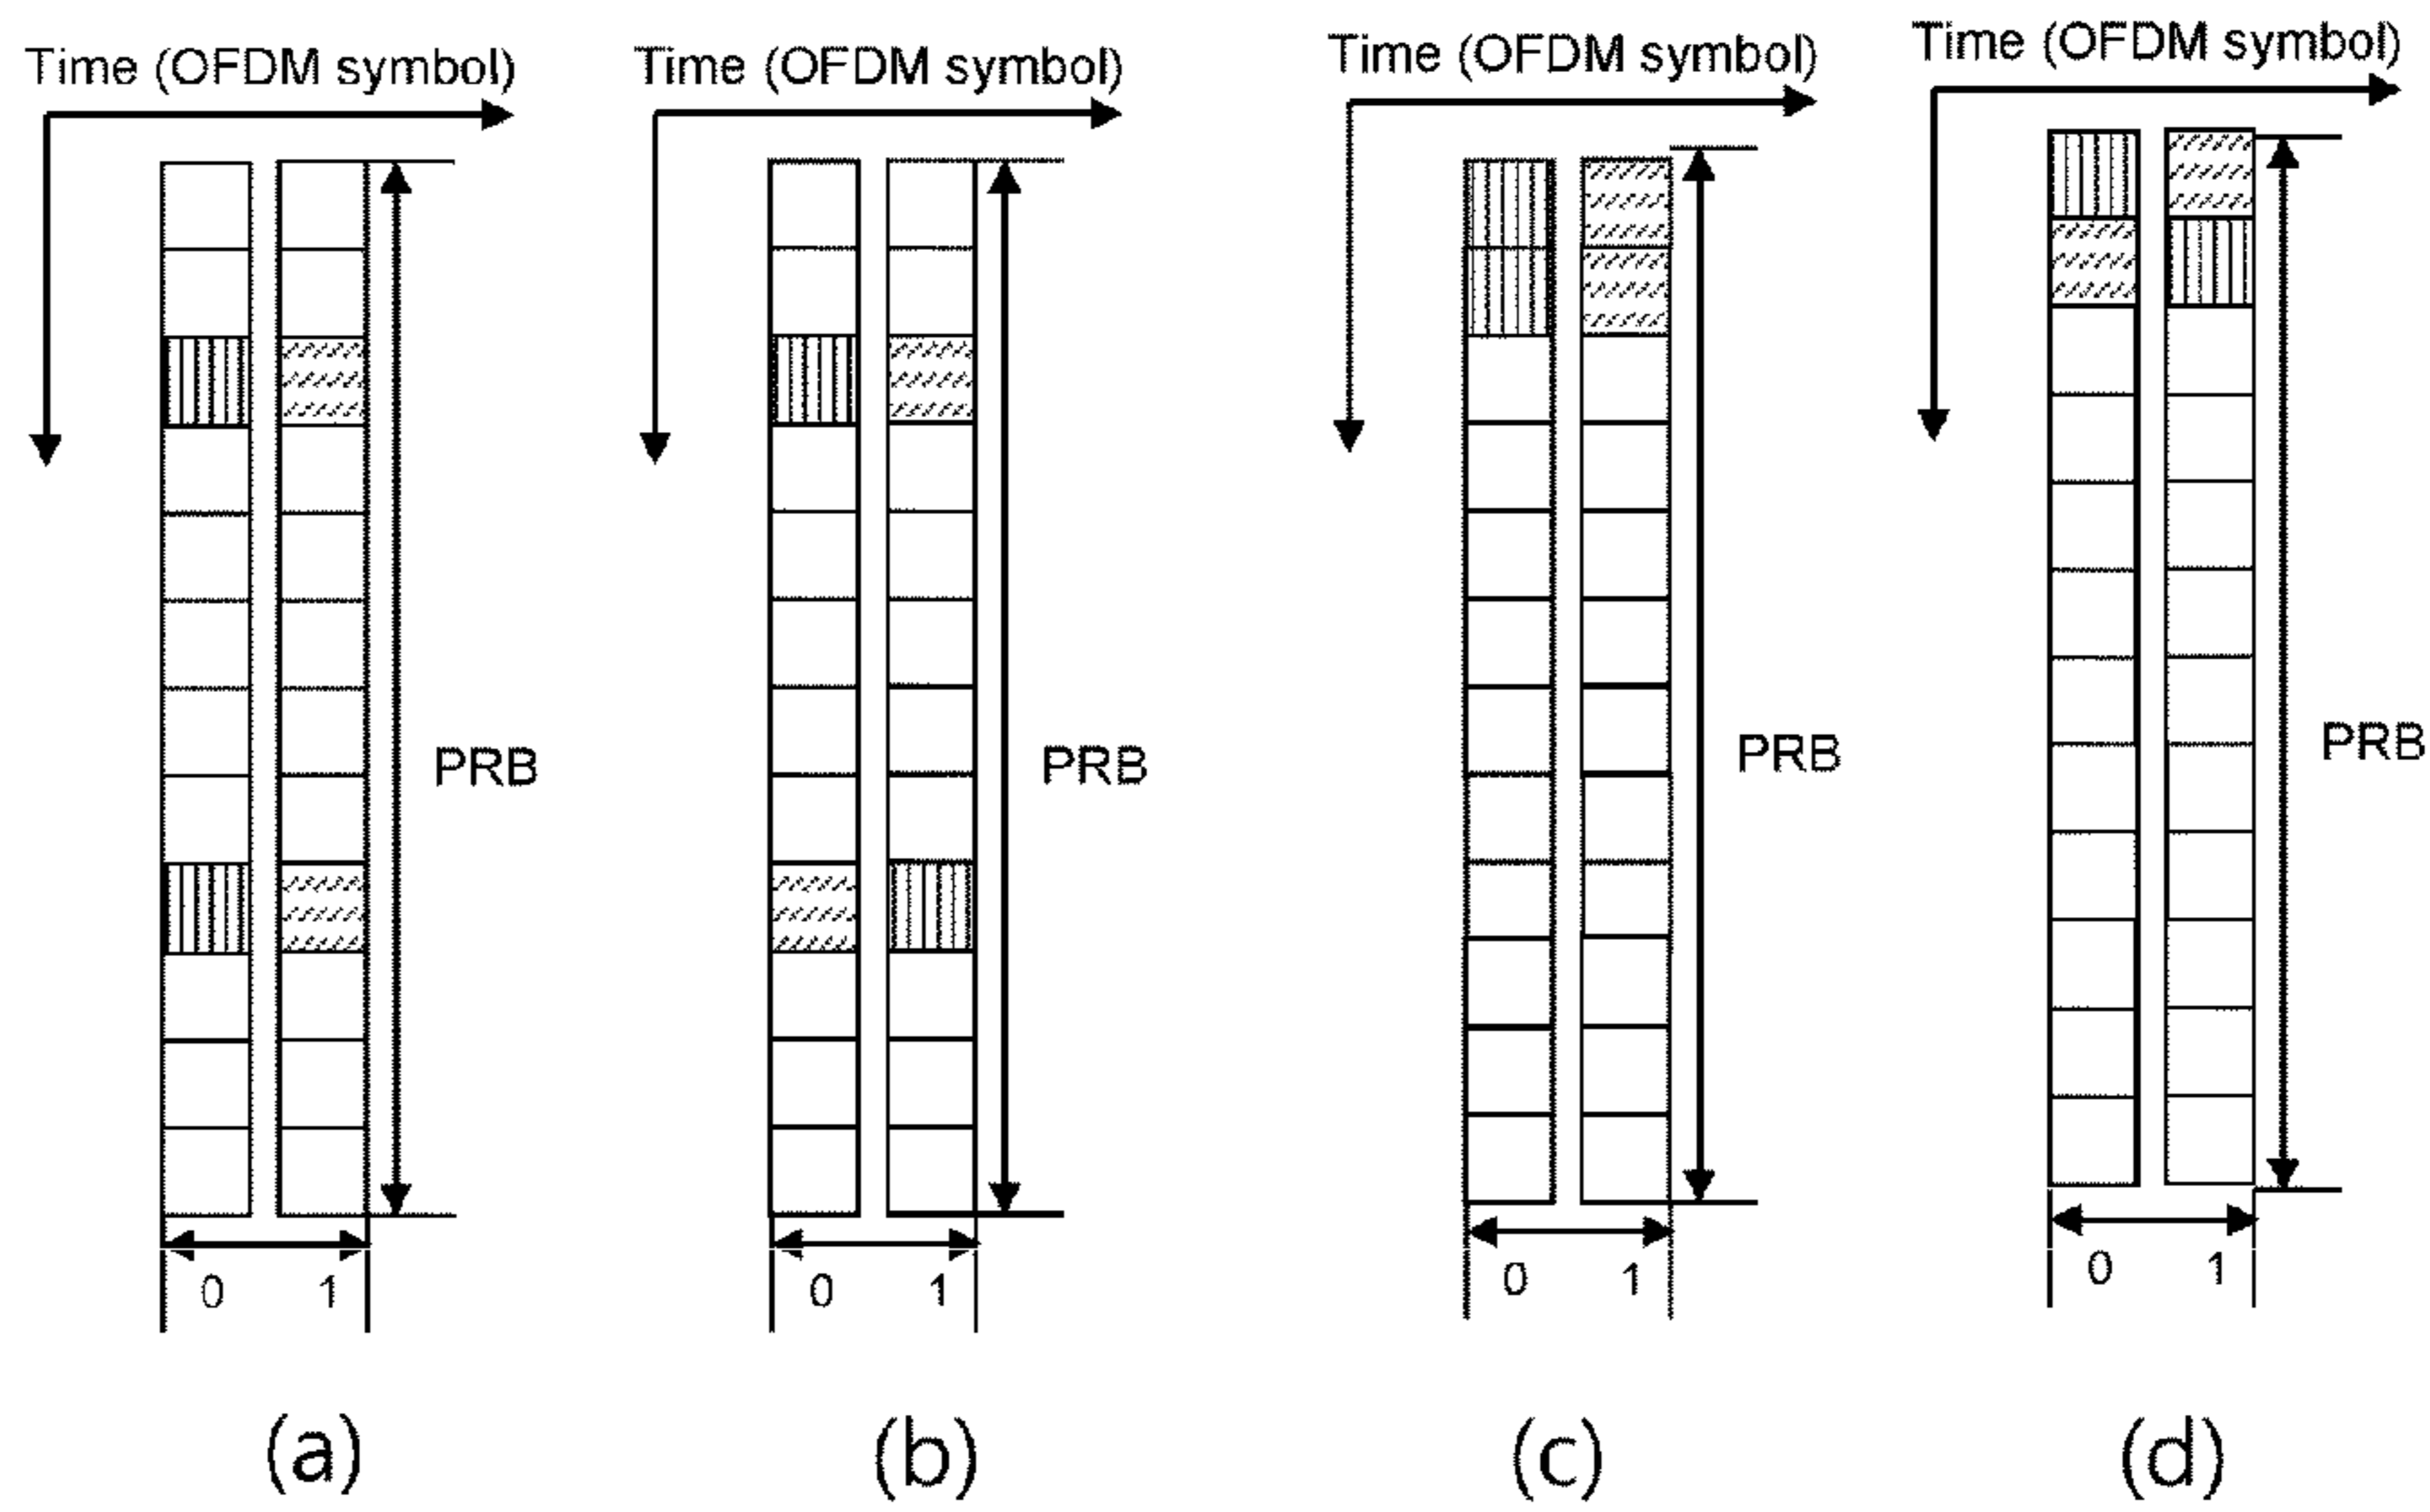 Time (OFDM symbol)
PRB
0 1
(a)
Time (OFDM symbol)
PRB
0 1
(b)
Time (OFDM symbol)
PRB
0 1
(c)
Time (OFDM symbol)
PRB
0 1
(d)